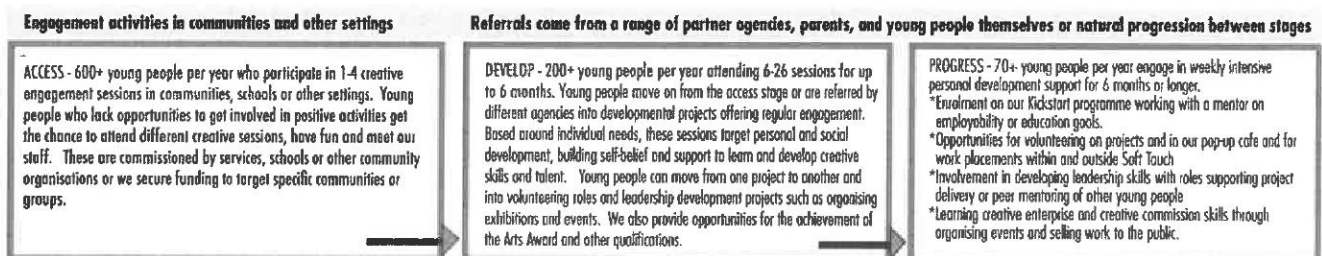 Engagement activities in communities and other settings
Referrals come from a range of partner agencies, parents, and young people themselves or natural progression between stages
ACCESS - 600+ young people per year who participate in 1-4 creative
engagement sessions in communities, schools or other settings. Young
people who lack opportunities to get involved in positive activities get
the chance to attend different creative sessions, have fun and meet our
staff. These are commissioned by services, schools or other community
organisations or we secure funding to target specific communities or
groups.
DEVELOP - 200+ young people per year attending 6-26 sessions for up
to 6 months. Young people move on from the access stage or are referred by
different agencies into developmental projects offering regular engagement.
Based around individual needs, these sessions target personal and social
development, building self-belief and support to learn and develop creative
skills and talent. Young people can move from one project to another and
into volunteering roles and leadership development projects such as organising
exhibitions and events. We also provide opportunities for the achievement of
the Arts Award and other qualifications.
PROGRESS - 70+ young people per year engage in weekly intensive
personal development support for 6 months or longer.
*Enrolment on our Kickstart programme working with a mentor on
employability or education goals.
*Opportunities for volunteering on projects and in our pop-up cafe and for
work placements within and outside Soft Touch
*Involvement in developing leadership skills with roles supporting project
delivery or peer mentoring of other young people
*Learning creative enterprise and creative commission skills through
organising events and selling work to the public.